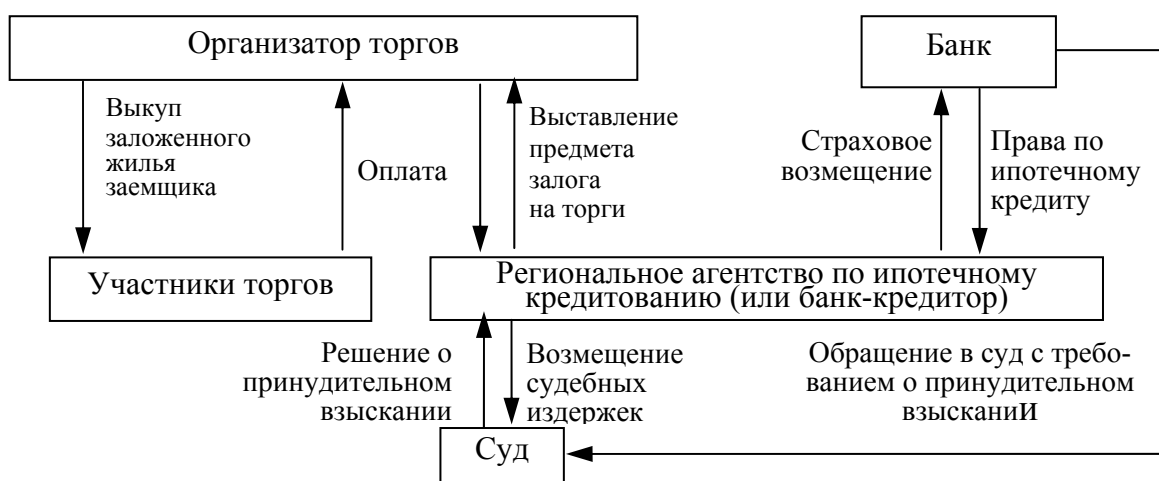 Организатор торгов
Банк
Выкуп
заложенного
жилья
заемщика
Оплата
Выставление
предмета
залога
на торги
Страховое
возмещение
Права по
ипотечному
кредиту
Участники торгов
Региональное агентство по ипотечному
кредитованию (или банк-кредитор)
Решение о
принудительном
взыскании
Возмещение
судебных
издержек
Обращение в суд с требо-
ванием о принудительном
взыскании
Суд